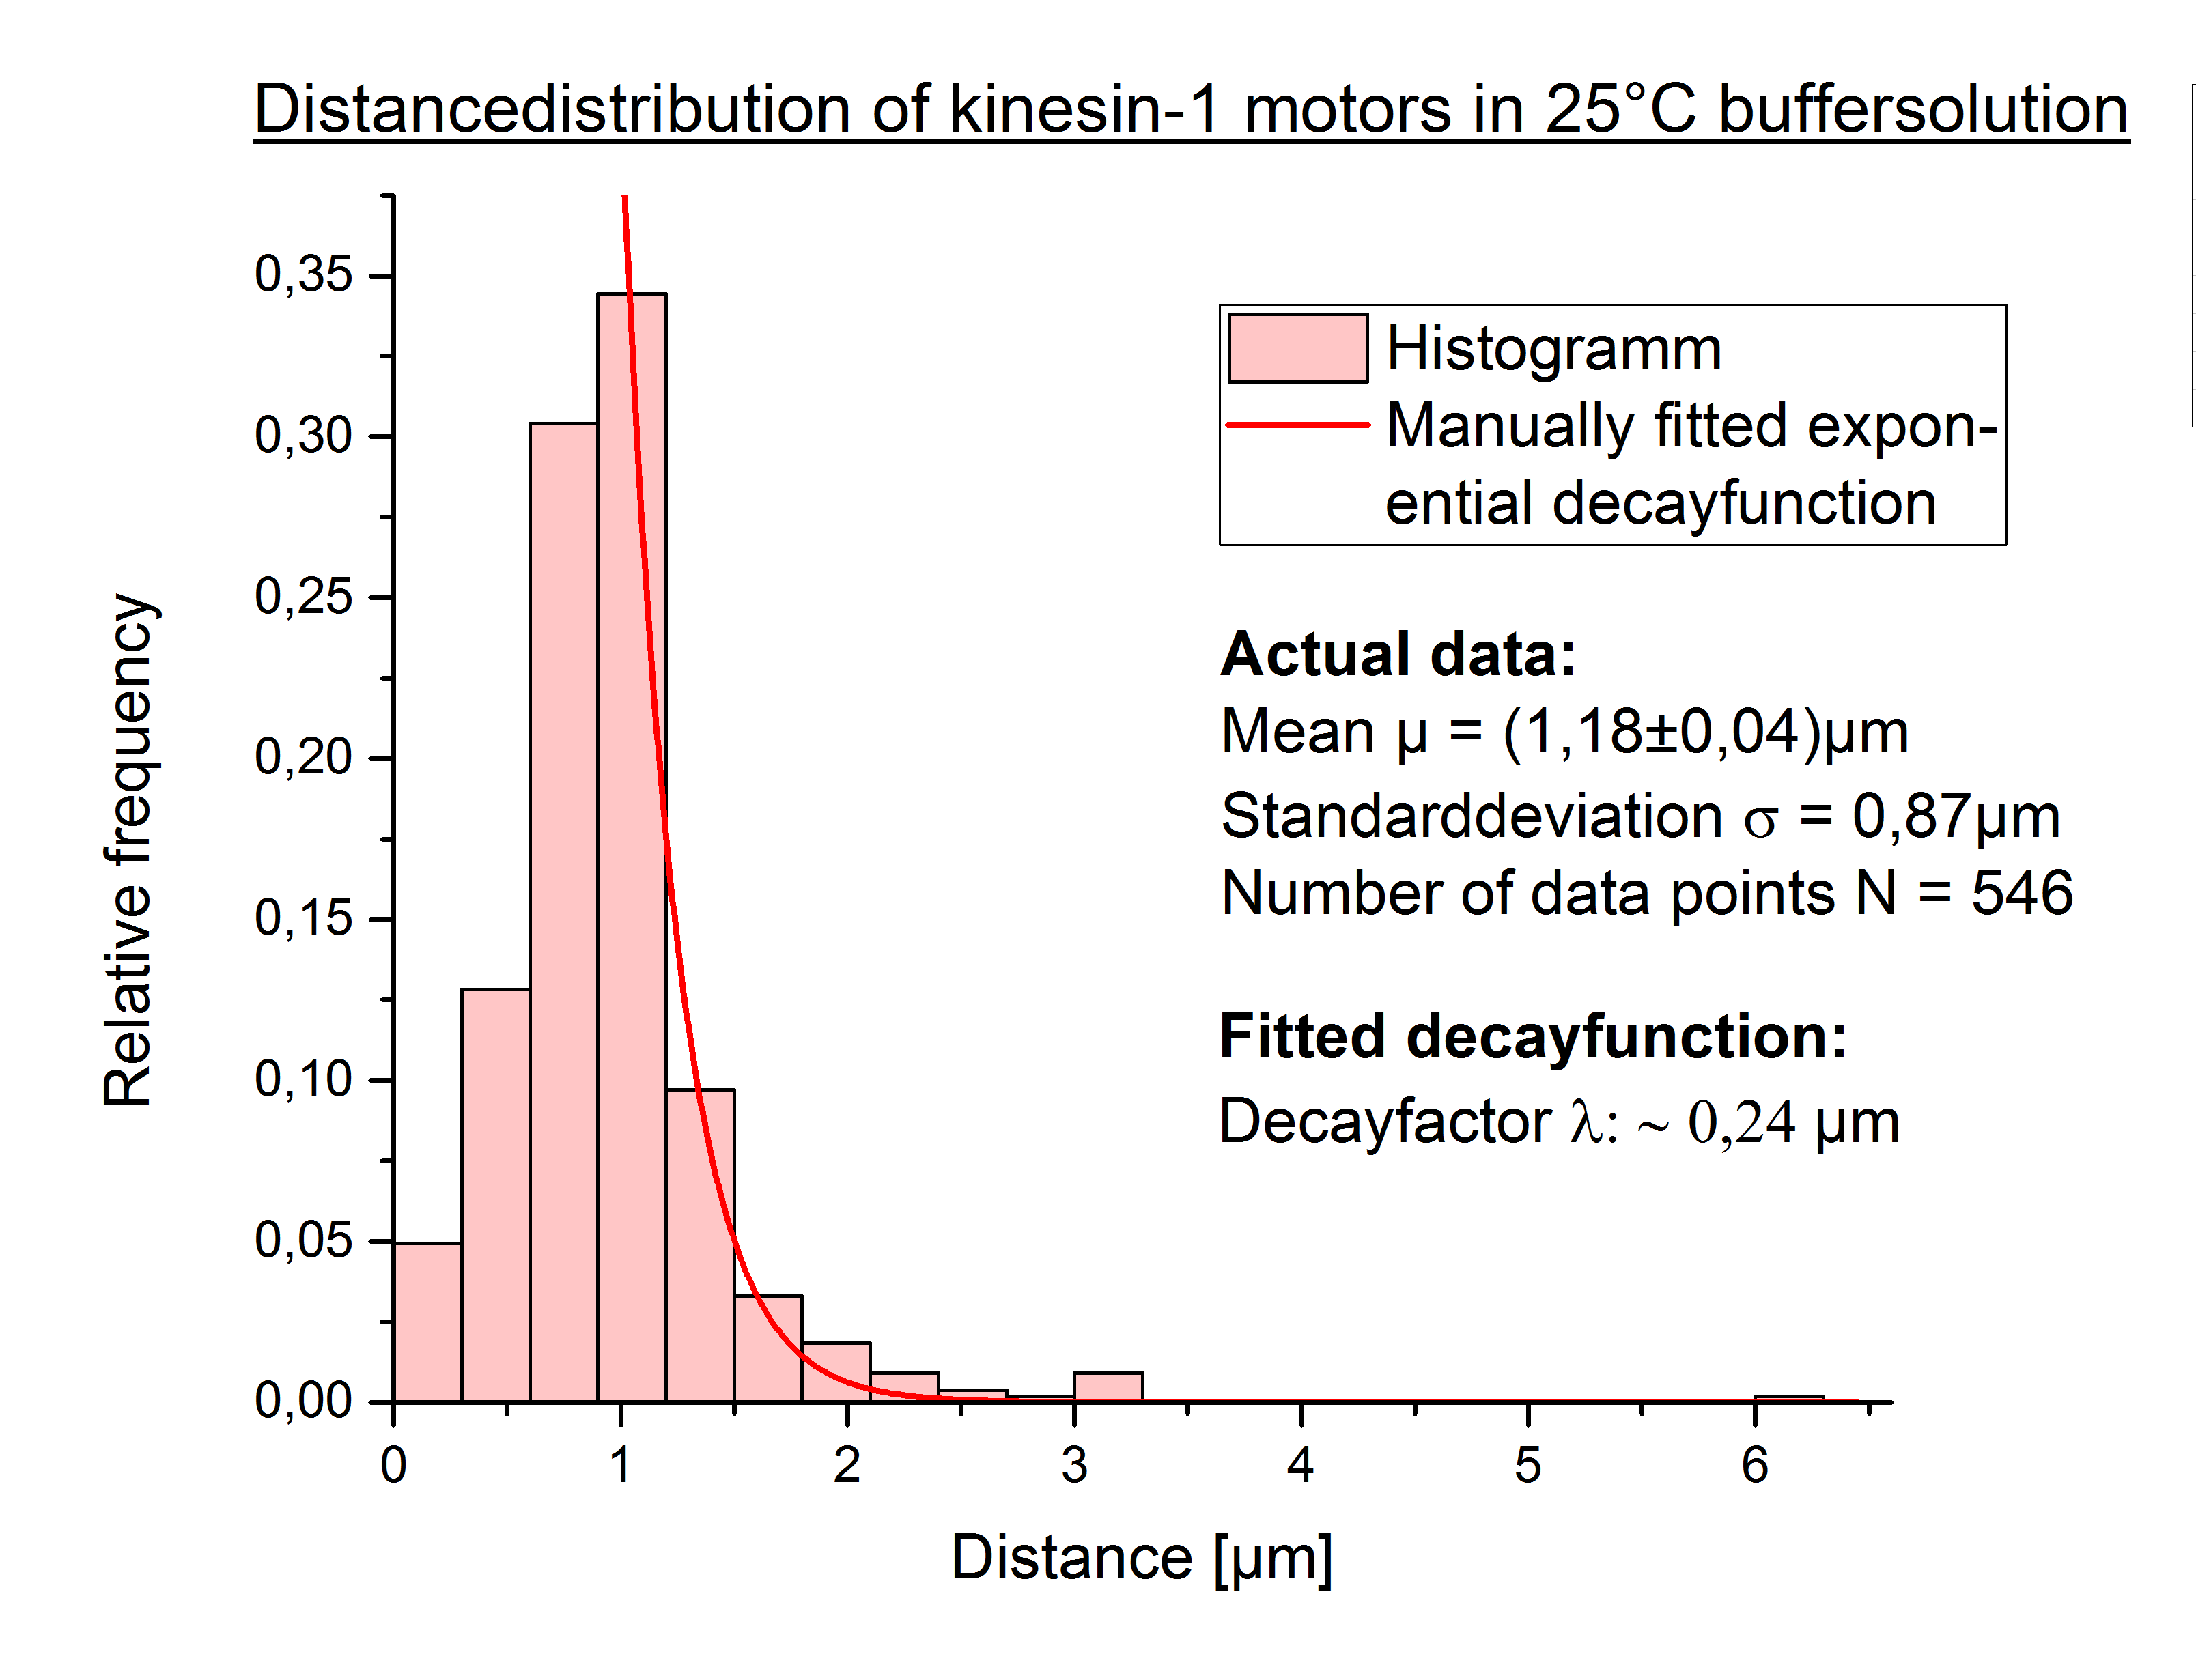 Distancedistribution of kinesin-1 motors in 25°C buffersolution
0,35
0,30
0,25
0,20
0,15
0,10
0,05
0,00
Relative frequency
0 1 2 3 4 5 6
Distance [µm]
Histogramm
Manually fitted expon-
ential decayfunction
Actual data:
Mean µ = (1,18±0,04)µm
Standarddeviation σ = 0,87µm
Number of data points N = 546
Fitted decayfunction:
Decayfactor λ: ~ 0,24 µm